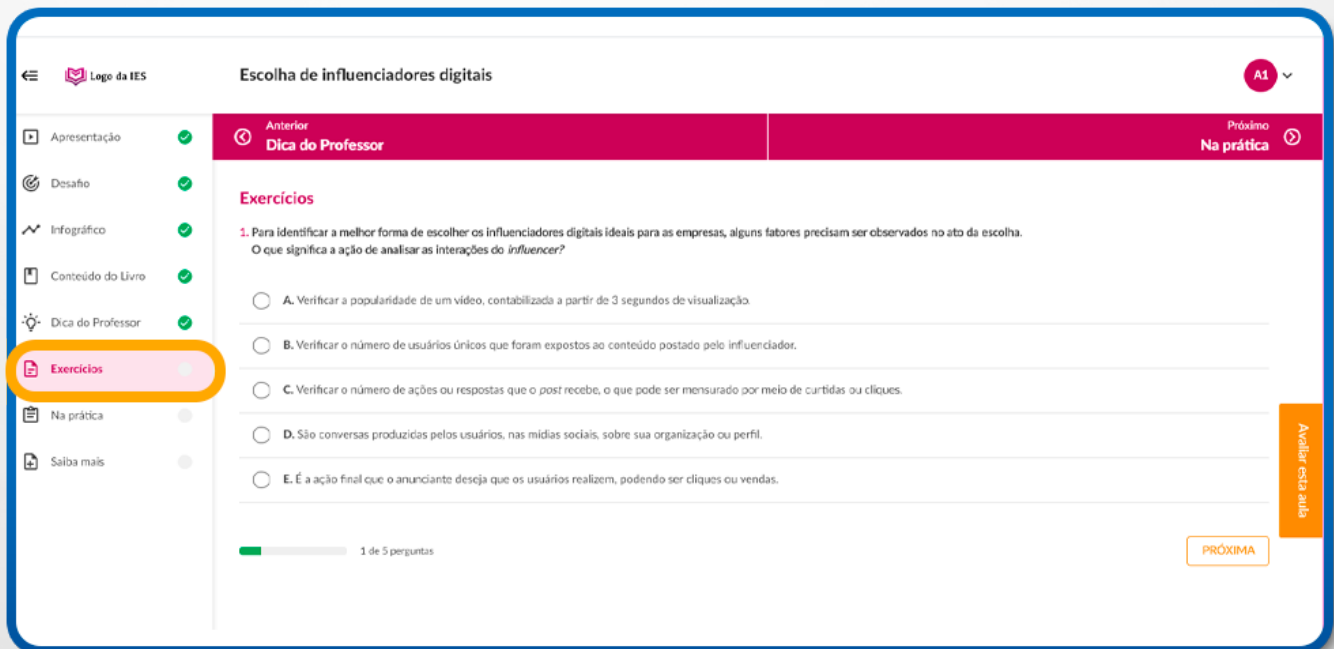 Logo da IES
Escolha de influenciadores digitais
A1
Apresentação
Desafio
Infográfico
Conteúdo do Livro
Dica do Professor
Exercícios
Na prática
Saiba mais
Anterior
Dica do Professor
Próximo
Na prática
Exercícios
1. Para identificar a melhor forma de escolher os influenciadores digitais ideais para as empresas, alguns fatores precisam ser observados no ato da escolha.
O que significa a ação de analisar as interações do influencer?
A. Verificar a popularidade de um vídeo, contabilizada a partir de 3 segundos de visualização.
B. Verificar o número de usuários únicos que foram expostos ao conteúdo postado pelo influenciador.
C. Verificar o número de ações ou respostas que o post recebe, o que pode ser mensurado por meio de curtidas ou cliques.
D. São conversas produzidas pelos usuários, nas mídias sociais, sobre sua organização ou perfil.
E. É a ação final que o anunciante deseja que os usuários realizem, podendo ser cliques ou vendas.
1 de 5 perguntas
PRÓXIMA
Avaliar esta aula